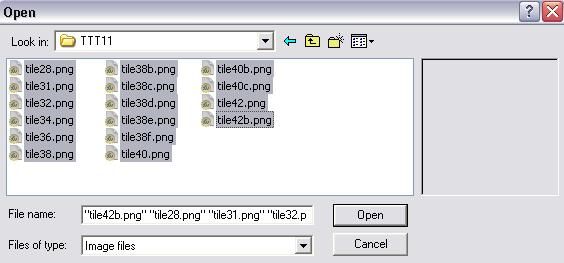 Open
Look in: TTT11
tile28.png
tile31.png
tile32.png
tile34.png
tile36.png
tile38.png
tile38b.png
tile38c.png
tile38d.png
tile38e.png
tile38f.png
tile40.png
tile40b.png
tile40c.png
tile42.png
tile42b.png
File name: "tile42b.png" "tile28.png" "tile31.png" "tile32.p
Open
Files of type: Image files
Cancel